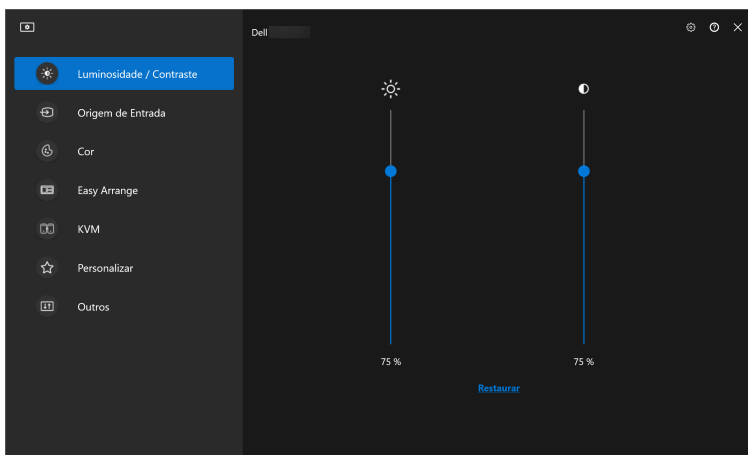 Dell
Luminosidade / Contraste
Origem de Entrada
Cor
Easy Arrange
KVM
Personalizar
Outros
75 %
75 %
Restaurar